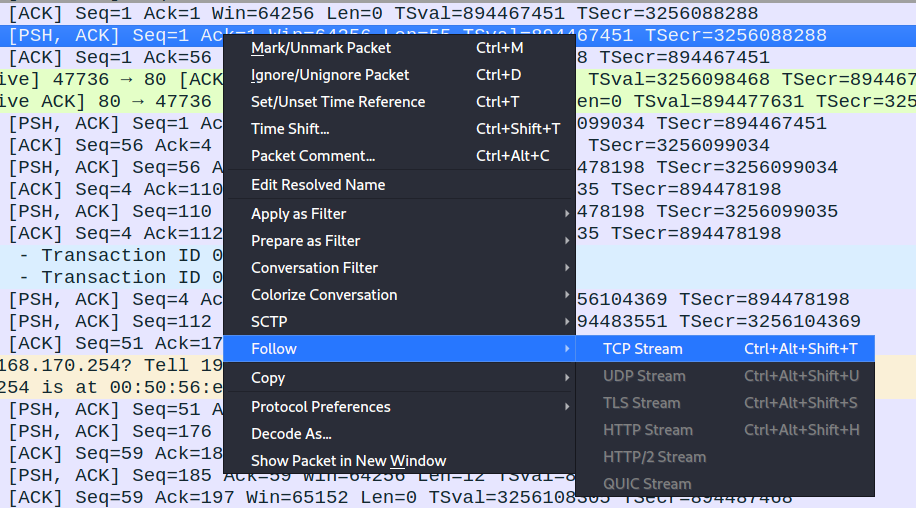 [ACK] Seq=1 Ack=1 Win=64256 Len=0 TSval=894467451 TSecr=3256088288
[PSH, ACK] Seq=1 Ack=1 Win=64256 Len=55 TSval=894467451 TSecr=3256088288
[ACK] Seq=1 Ack=56 8 TSecr=894467451
ive] 47736 → 80 [ACK TSval=3256098468 TSecr=894467
ive ACK] 80 → 47736 en=0 TSval=894477631 TSecr=325
[PSH, ACK] Seq=1 Ac 099034 TSecr=894467451
[ACK] Seq=56 Ack=4 TSecr=3256099034
[PSH, ACK] Seq=56 A 478198 TSecr=3256099034
[ACK] Seq=4 Ack=110 35 TSecr=894478198
[PSH, ACK] Seq=110 478198 TSecr=3256099035
[ACK] Seq=4 Ack=112 35 TSecr=894478198
- Transaction ID 0
- Transaction ID 0
[PSH, ACK] Seq=4 Ac 56104369 TSecr=894478198
[PSH, ACK] Seq=112 94483551 TSecr=3256104369
[ACK] Seq=51 Ack=17
168.170.254? Tell 19
254 is at 00:50:56:e
[PSH, ACK] Seq=51 A
[PSH, ACK] Seq=176
[ACK] Seq=59 Ack=18
[PSH, ACK] Seq=185 Ack=59 Win=64256 Len=12 TSval=8
[ACK] Seq=59 Ack=197 Win=65152 Len=0 TSval=3256108305 TSecr=894487468
Mark/Unmark Packet Ctrl+M
Ignore/Unignore Packet Ctrl+D
Set/Unset Time Reference Ctrl+T
Time Shift... Ctrl+Shift+T
Packet Comment... Ctrl+Alt+C
Edit Resolved Name
Apply as Filter
Prepare as Filter
Conversation Filter
Colorize Conversation
SCTP
Follow
Copy
Protocol Preferences
Decode As...
Show Packet in New Window
TCP Stream Ctrl+Alt+Shift+T
UDP Stream Ctrl+Alt+Shift+U
TLS Stream Ctrl+Alt+Shift+S
HTTP Stream Ctrl+Alt+Shift+H
HTTP/2 Stream
QUIC Stream